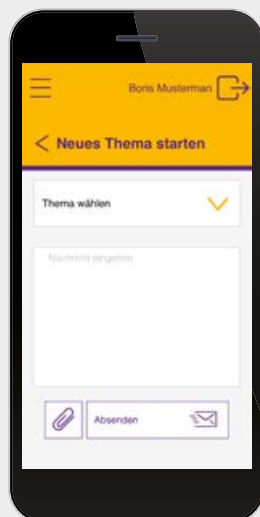 Boris Musterman
Neues Thema starten
Thema wählen
Nachricht eingeben
Absenden